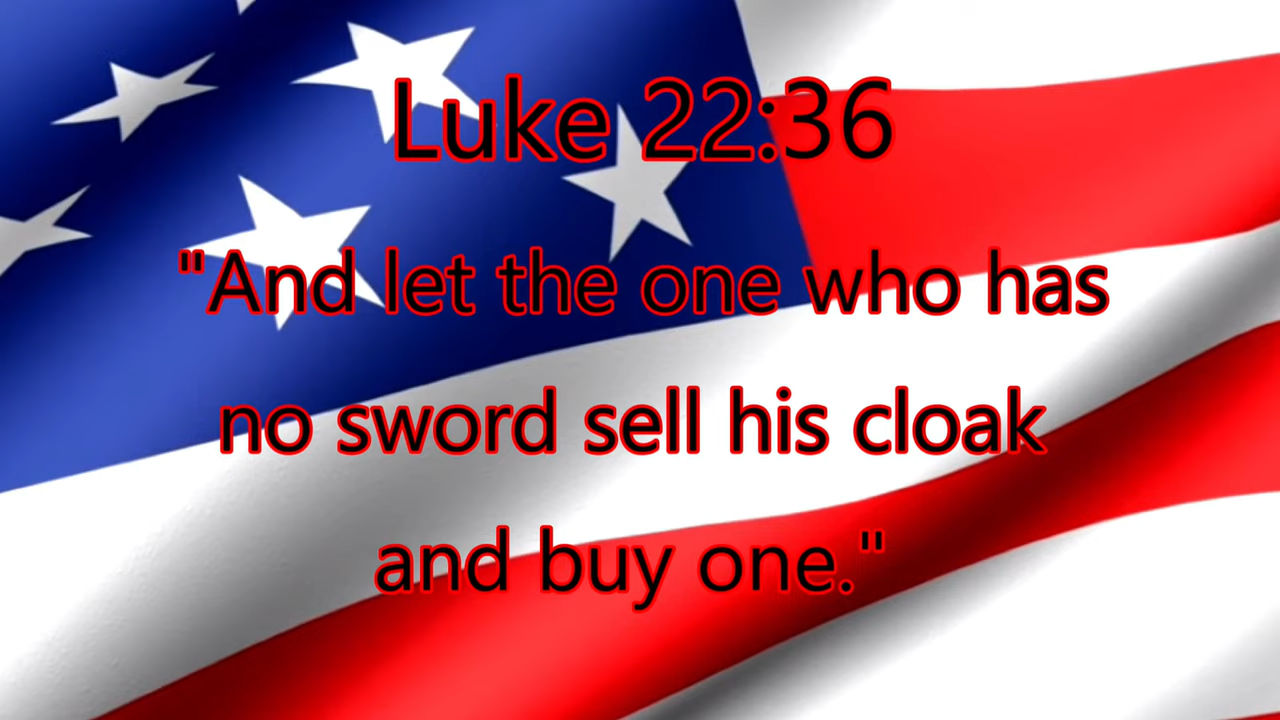 Luke 22:36
"And let the one who has
no sword sell his cloak
and buy one."